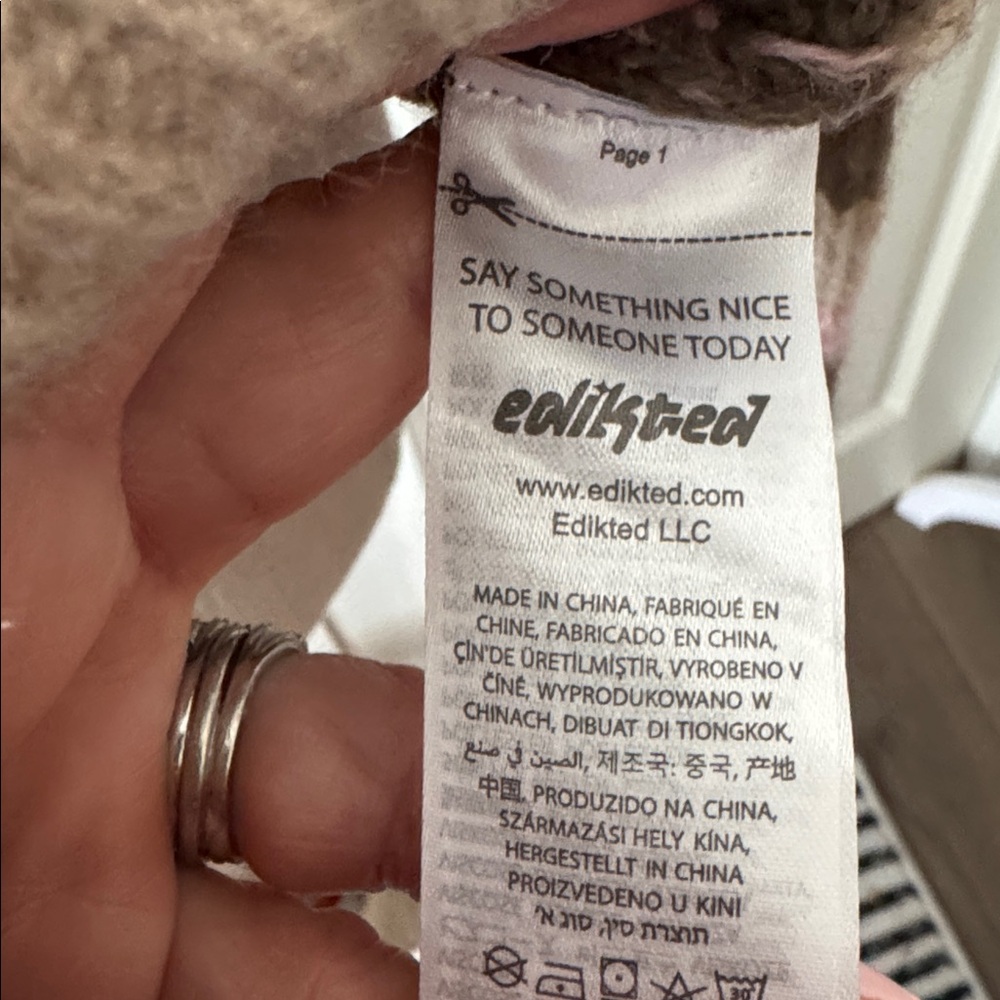 Page 1
SAY SOMETHING NICE
TO SOMEONE TODAY
edikted
www.edikted.com
Edikted LLC
MADE IN CHINA, FABRIQUÉ EN
CHINE, FABRICADO EN CHINA,
ÇİN'DE ÜRETİLMİŞTİR, VYROBENO V
ČÍNĚ, WYPRODUKOWANO W
CHINACH, DIBUAT DI TIONGKOK,
الصين في صنع, 제조국: 중국, 产地
中国, PRODUZIDO NA CHINA,
SZÁRMAZÁSI HELY KÍNA,
HERGESTELLT IN CHINA
PROIZVEDENO U KINI
תוצרת סין, סוג א'
30°